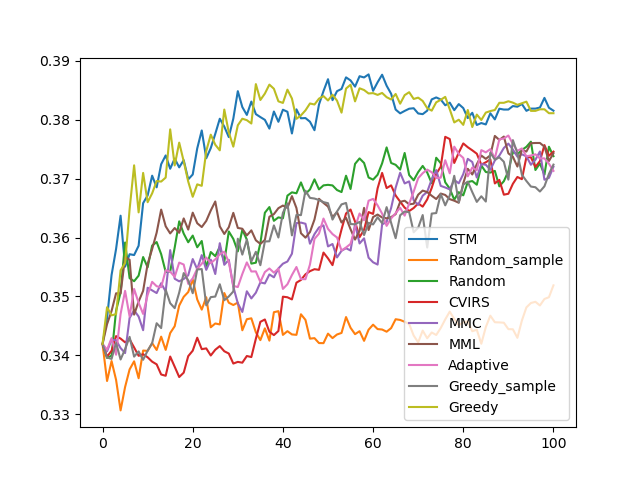 0.39
0.38
0.37
0.36
0.35
0.34
0.33
0
20
40
60
80
100
STM
Random_sample
Random
CVIRS
MMC
MML
Adaptive
Greedy_sample
Greedy